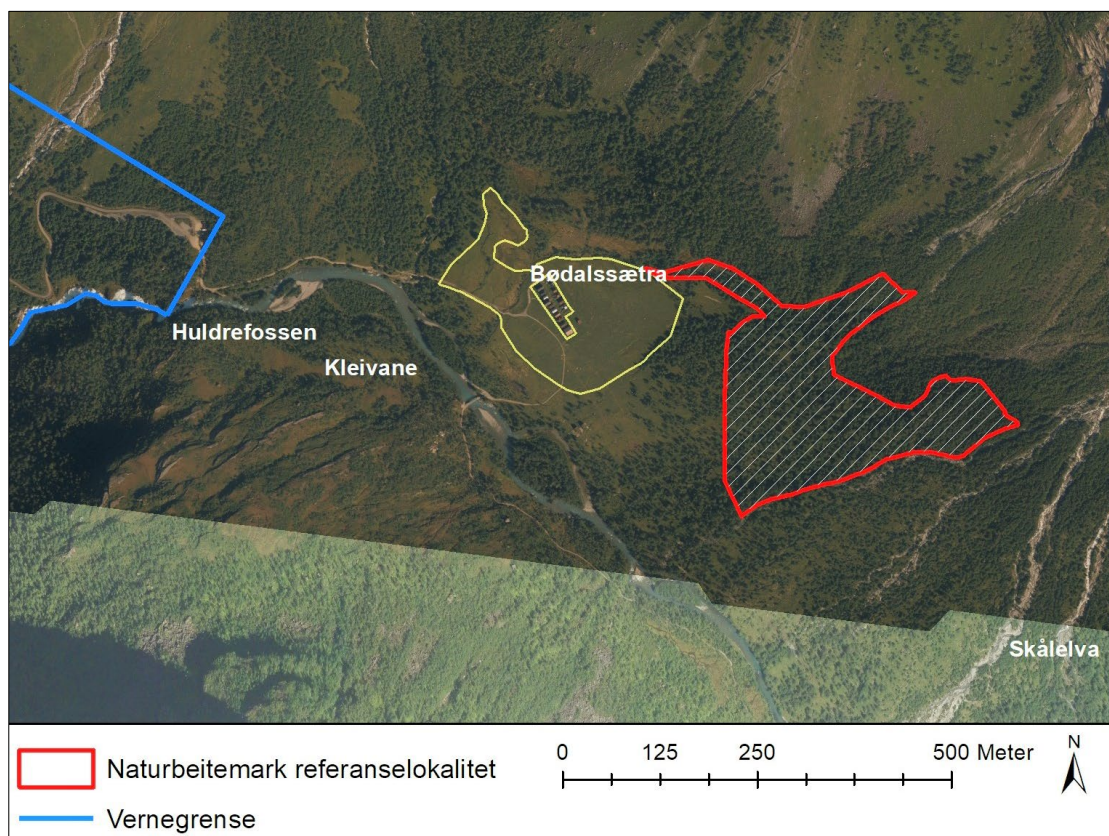 Bødalssætra
Huldrefossen
Kleivane
Skålelva
Naturbeitemark referanselokalitet
Vernegrense
0 125 250 500 Meter
N